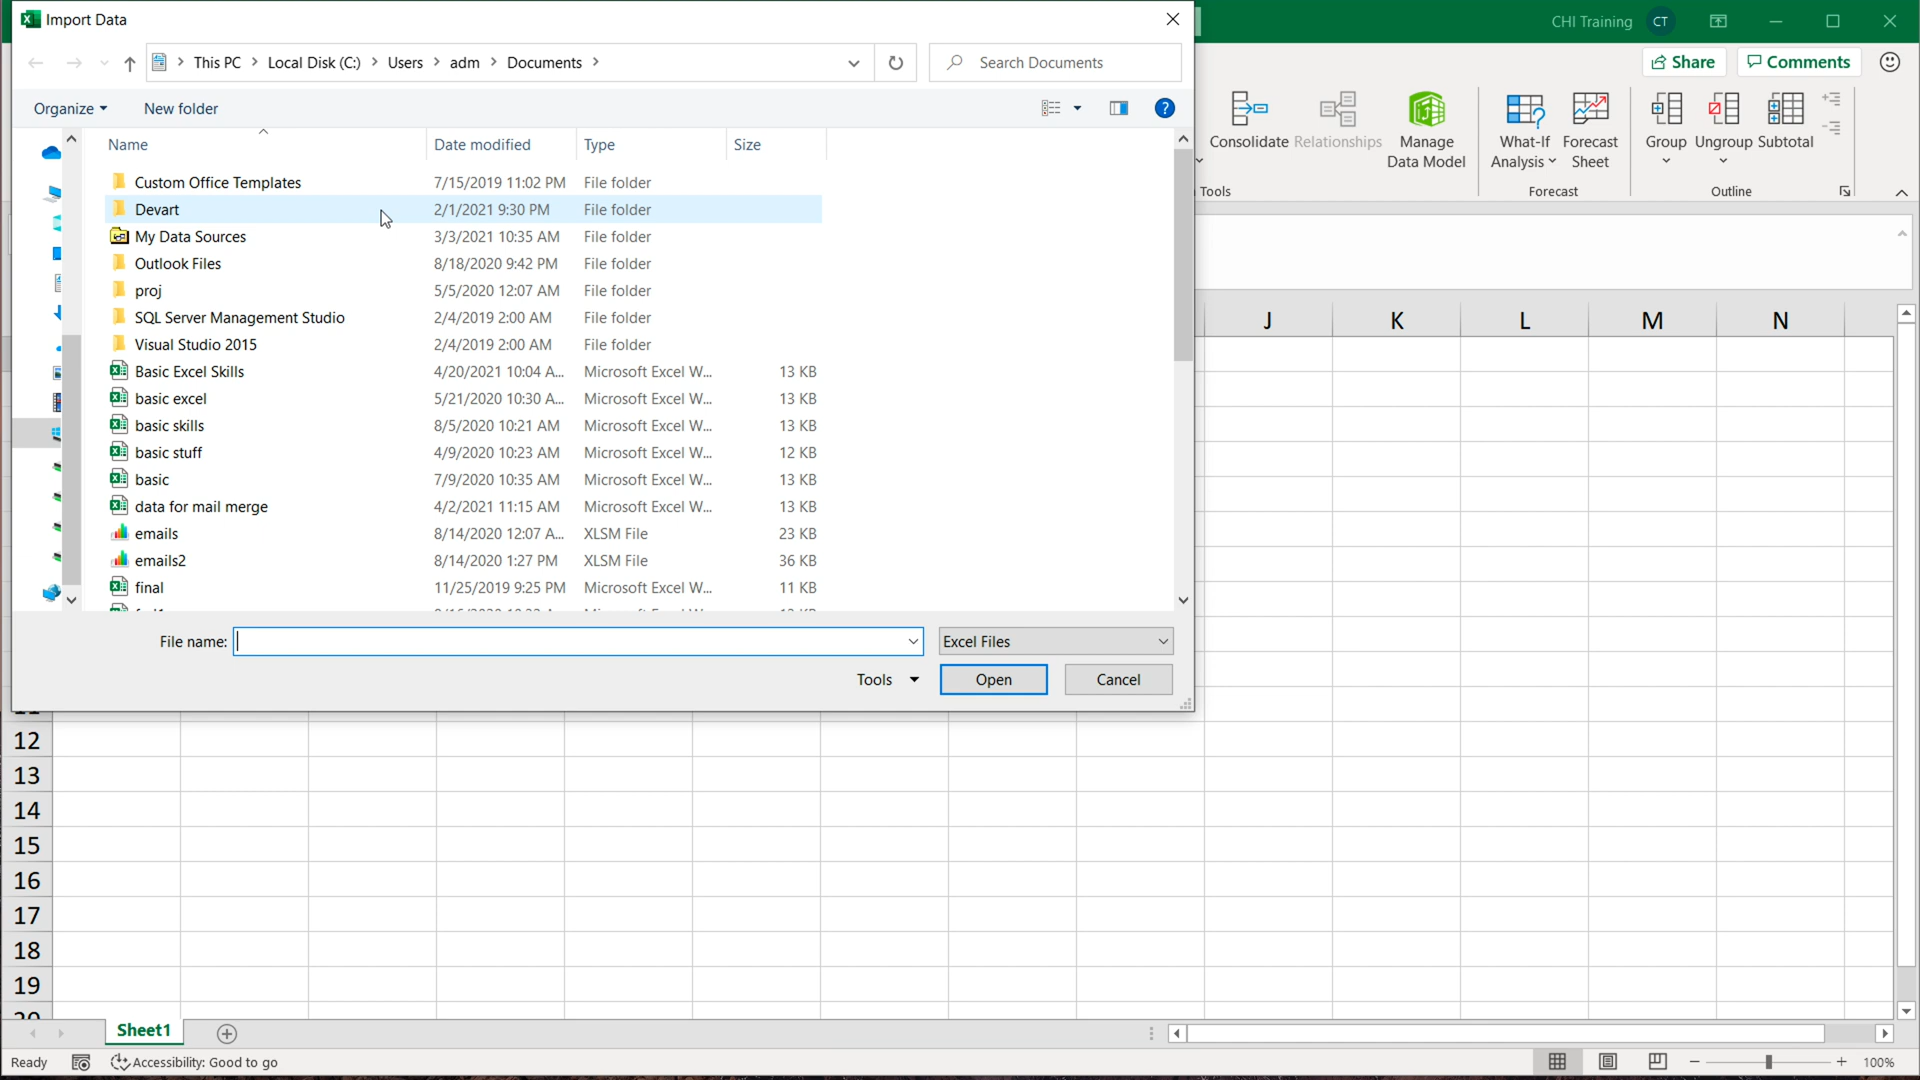 Import Data
CHI Training CT
This PC Local Disk (C:) Users adm Documents
Search Documents
Share
Comments
Organize
New folder
Consolidate
Relationships
Manage
Data Model
What-If
Analysis
Forecast
Sheet
Group
Ungroup
Subtotal
Tools
Forecast
Outline
Name Date modified Type Size
Custom Office Templates 7/15/2019 11:02 PM File folder
Devart 2/1/2021 9:30 PM File folder
My Data Sources 3/3/2021 10:35 AM File folder
Outlook Files 8/18/2020 9:42 PM File folder
proj 5/5/2020 12:07 AM File folder
SQL Server Management Studio 2/4/2019 2:00 AM File folder
Visual Studio 2015 2/4/2019 2:00 AM File folder
Basic Excel Skills 4/20/2021 10:04 A... Microsoft Excel W... 13 KB
basic excel 5/21/2020 10:30 A... Microsoft Excel W... 13 KB
basic skills 8/5/2020 10:21 AM Microsoft Excel W... 13 KB
basic stuff 4/9/2020 10:23 AM Microsoft Excel W... 12 KB
basic 7/9/2020 10:35 AM Microsoft Excel W... 13 KB
data for mail merge 4/2/2021 11:15 AM Microsoft Excel W... 13 KB
emails 8/14/2020 12:07 A... XLSM File 23 KB
emails2 8/14/2020 1:27 PM XLSM File 36 KB
final 11/25/2019 9:25 PM Microsoft Excel W... 11 KB
File name:
Excel Files
Tools
Open
Cancel
J K L M N
12
13
14
15
16
17
18
19
Sheet1
Ready
Accessibility: Good to go
100%